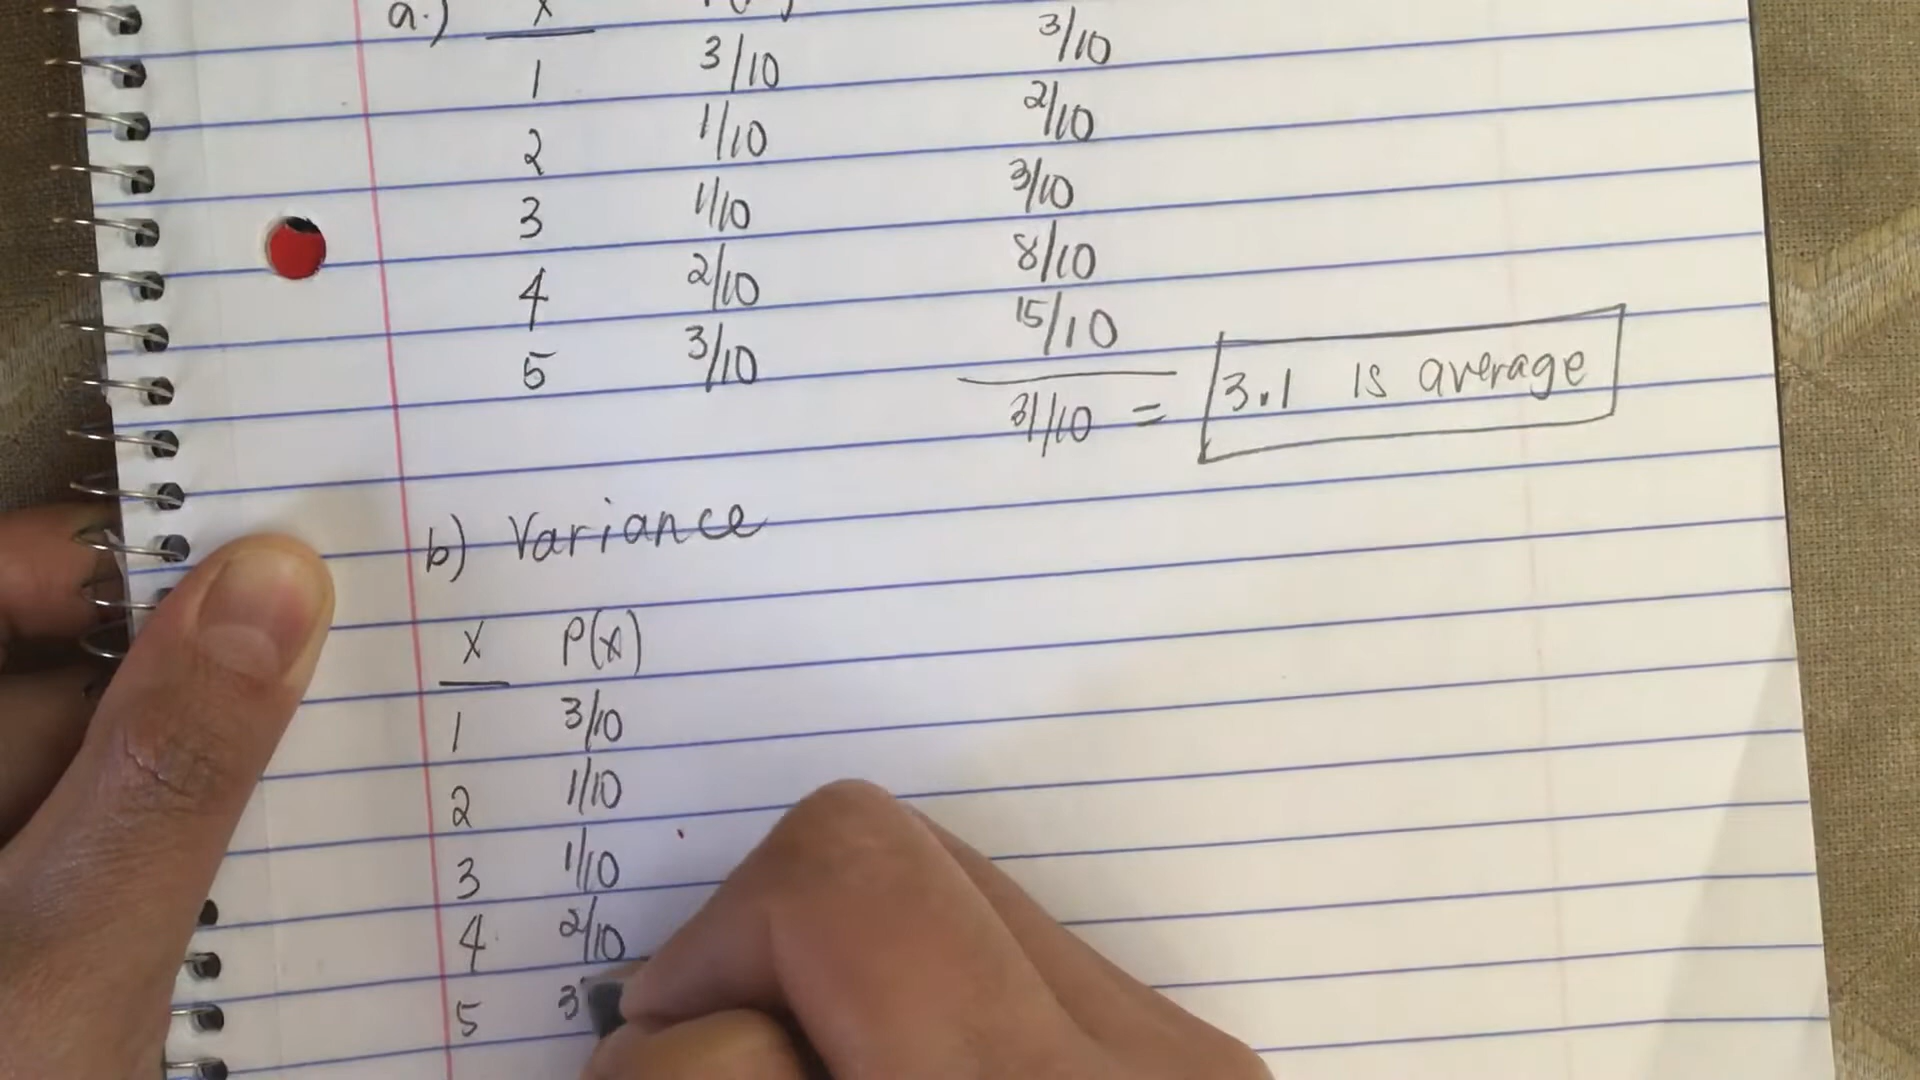 a.) x
1 3/10 3/10
2 1/10 2/10
3 1/10 3/10
4 2/10 8/10
5 3/10 15/10
31/10 = 3.1 is average
b) Variance
x P(x)
1 3/10
2 1/10
3 1/10
4 2/10
5 3